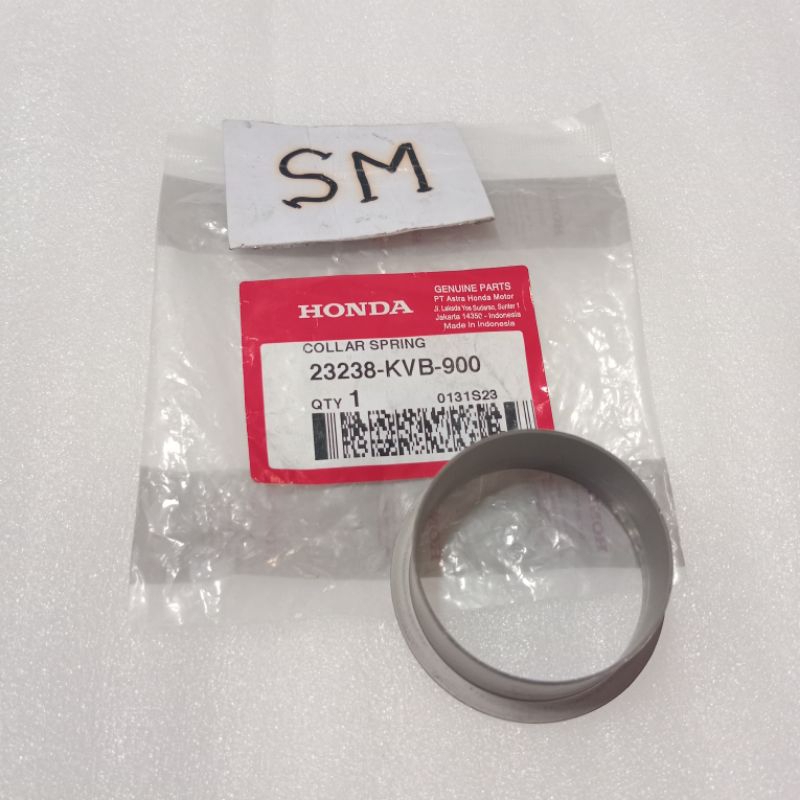 SM
HONDA
GENUINE PARTS
PT Astra Honda Motor
Jl. Laksda Yos Sudarso, Sunter 1
Jakarta 14350 - Indonesia
Made in Indonesia
COLLAR SPRING
23238-KVB-900
QTY 1
0131S23